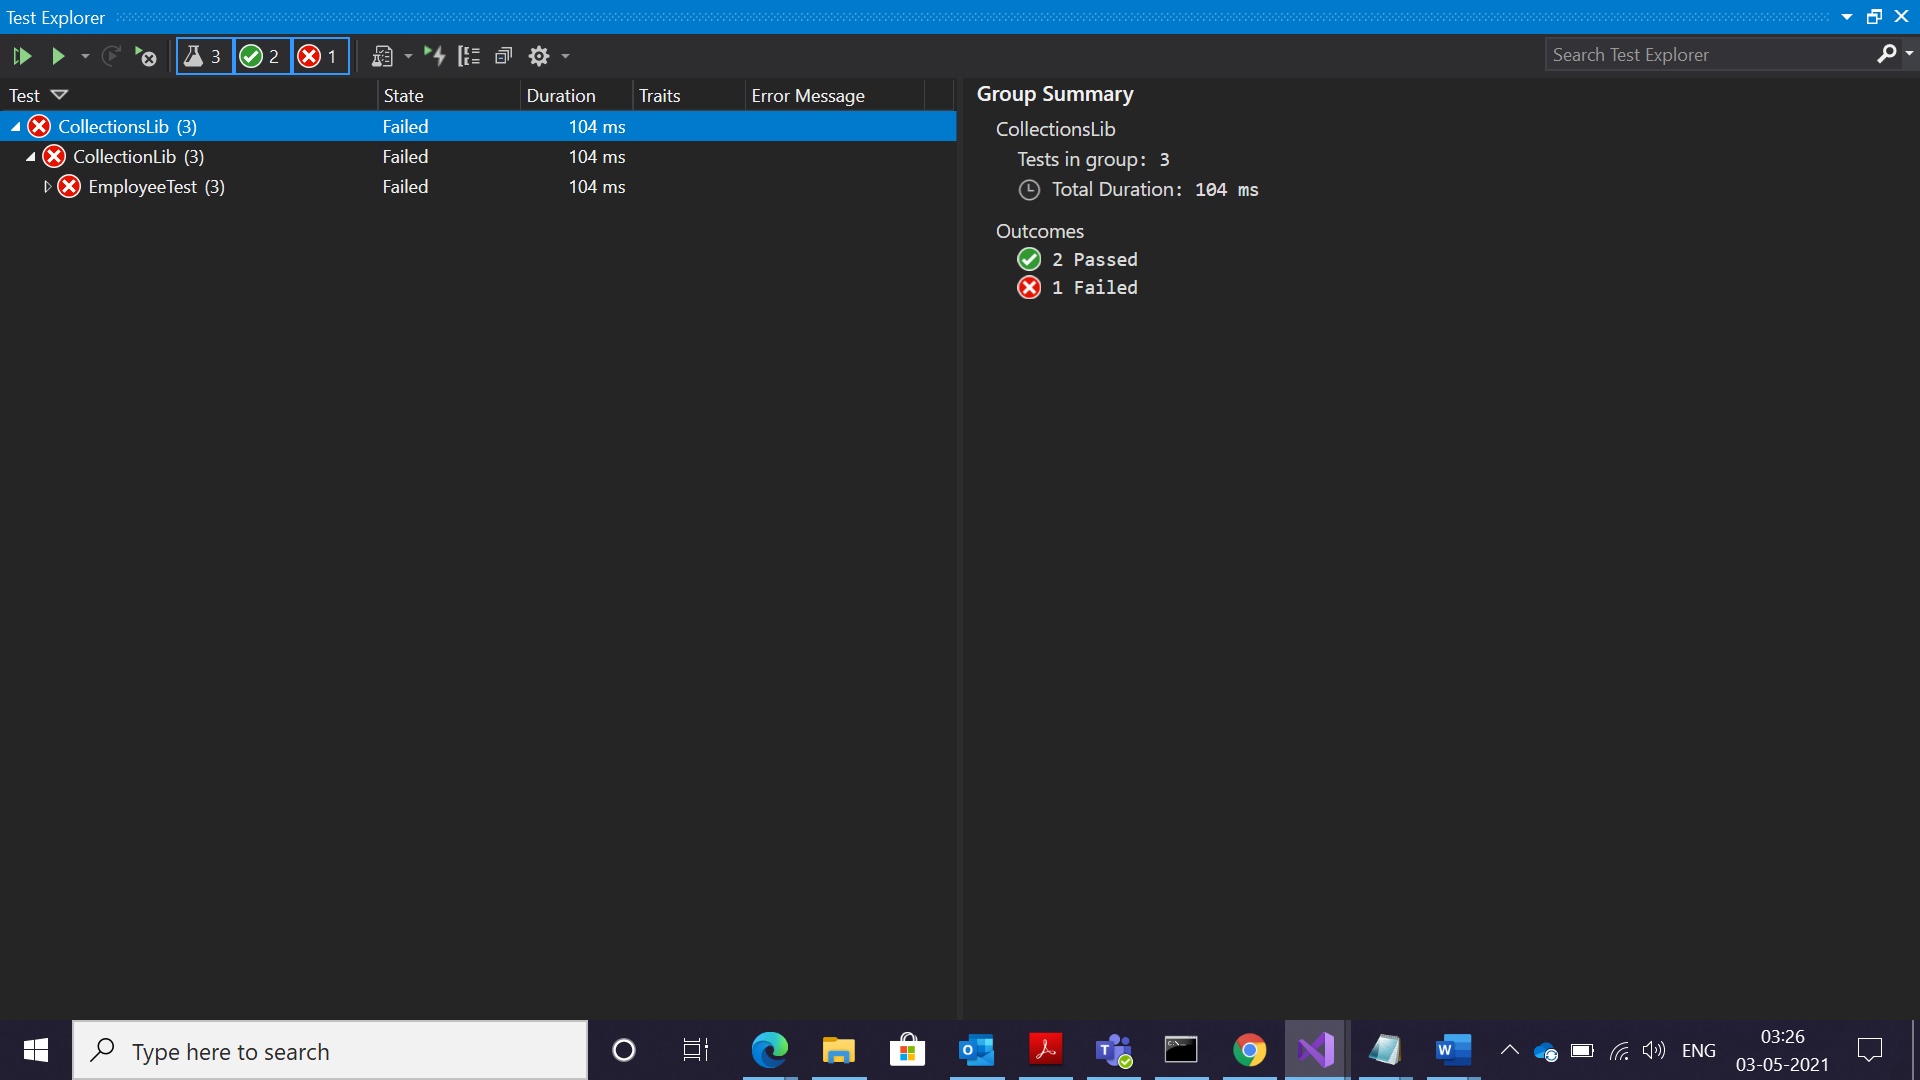 Test Explorer
3 2 1
Search Test Explorer
Test State Duration Traits Error Message
CollectionsLib (3) Failed 104 ms
CollectionLib (3) Failed 104 ms
EmployeeTest (3) Failed 104 ms
Group Summary
CollectionsLib
Tests in group: 3
Total Duration: 104 ms
Outcomes
2 Passed
1 Failed
Type here to search
ENG
03:26
03-05-2021